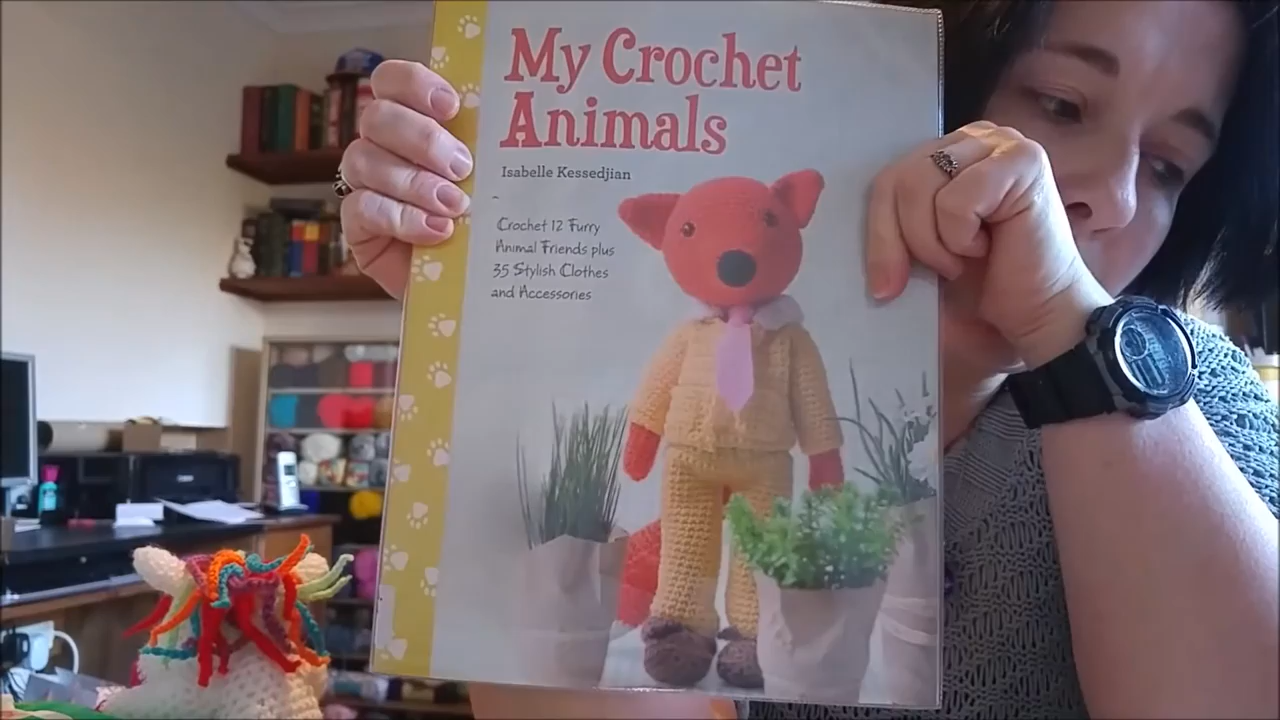 My Crochet
Animals
Isabelle Kessedjian
Crochet 12 Furry
Animal Friends plus
35 Stylish Clothes
and Accessories